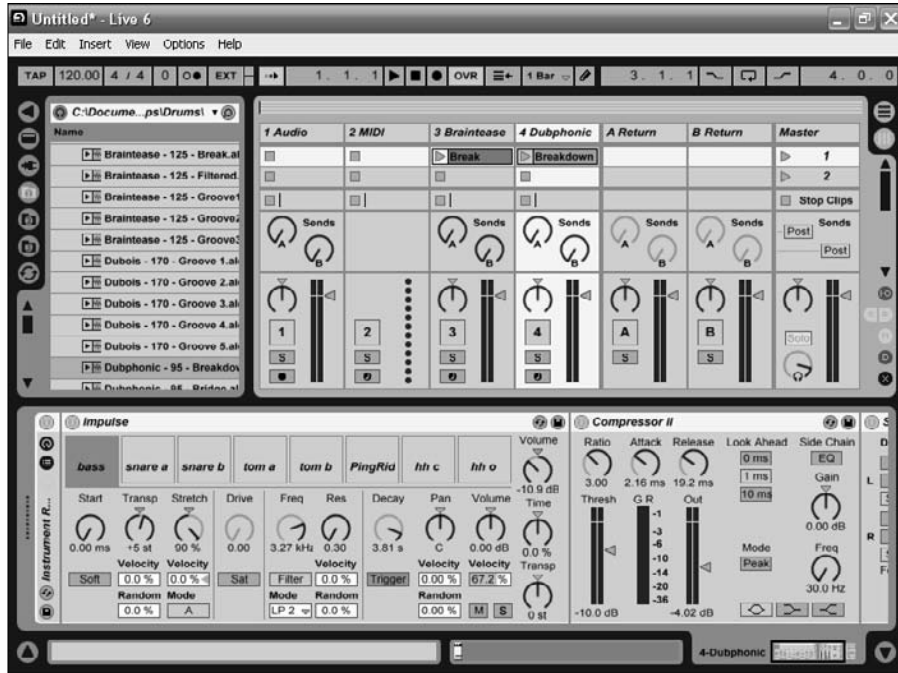 Untitled* - Live 6
File Edit Insert View Options Help
TAP 120.00 4 / 4 0 EXT 1. 1. 1 OVR 1 Bar 3. 1. 1 4. 0. 0
C:\Docume...ps\Drums\
Name
Braintease - 125 - Break.al
Braintease - 125 - Filtered.
Braintease - 125 - Groove1
Braintease - 125 - Groove2
Braintease - 125 - Groove3
Dubois - 170 - Groove 1.al
Dubois - 170 - Groove 2.al
Dubois - 170 - Groove 3.al
Dubois - 170 - Groove 4.al
Dubois - 170 - Groove 5.al
Dubphonic - 95 - Breakdov
Dubphonic - 95 - Bridge.al
1 Audio 2 MIDI 3 Braintease 4 Dubphonic A Return B Return Master
Break Breakdown 1
2
Stop Clips
Sends Sends Sends Sends Sends Sends
A B A B A B A B A B Post Post
1 2 3 4 A B Solo
S S S S S S
Impulse
bass snare a snare b tom a tom b PingRid hh c hh o
Start Transp Stretch Drive Freq Res Decay Pan Volume
0.00 ms +5 st 90 % 0.00 3.27 kHz 0.30 3.81 s C 0.00 dB
Velocity Velocity Velocity Velocity Velocity
Soft 0.0 % 0.0 % Sat Filter 0.0 % Trigger 0.00 % 67.2 %
Random Mode Mode Random Random
0.0 % A LP 2 0.0 % 0.00 % M S
Volume
-10.9 dB
Time
0.0 %
Transp
0 st
Compressor II
Ratio Attack Release Look Ahead Side Chain
3.00 2.16 ms 19.2 ms 0 ms EQ
1 ms Gain
10 ms 0.00 dB
Thresh G R Out
-1
-3
-6
-10
-14
-20
-36
-10.0 dB -4.02 dB
Mode
Peak
Freq
30.0 Hz
S
D
L
S
R
S
Instrument R...
4-Dubphonic